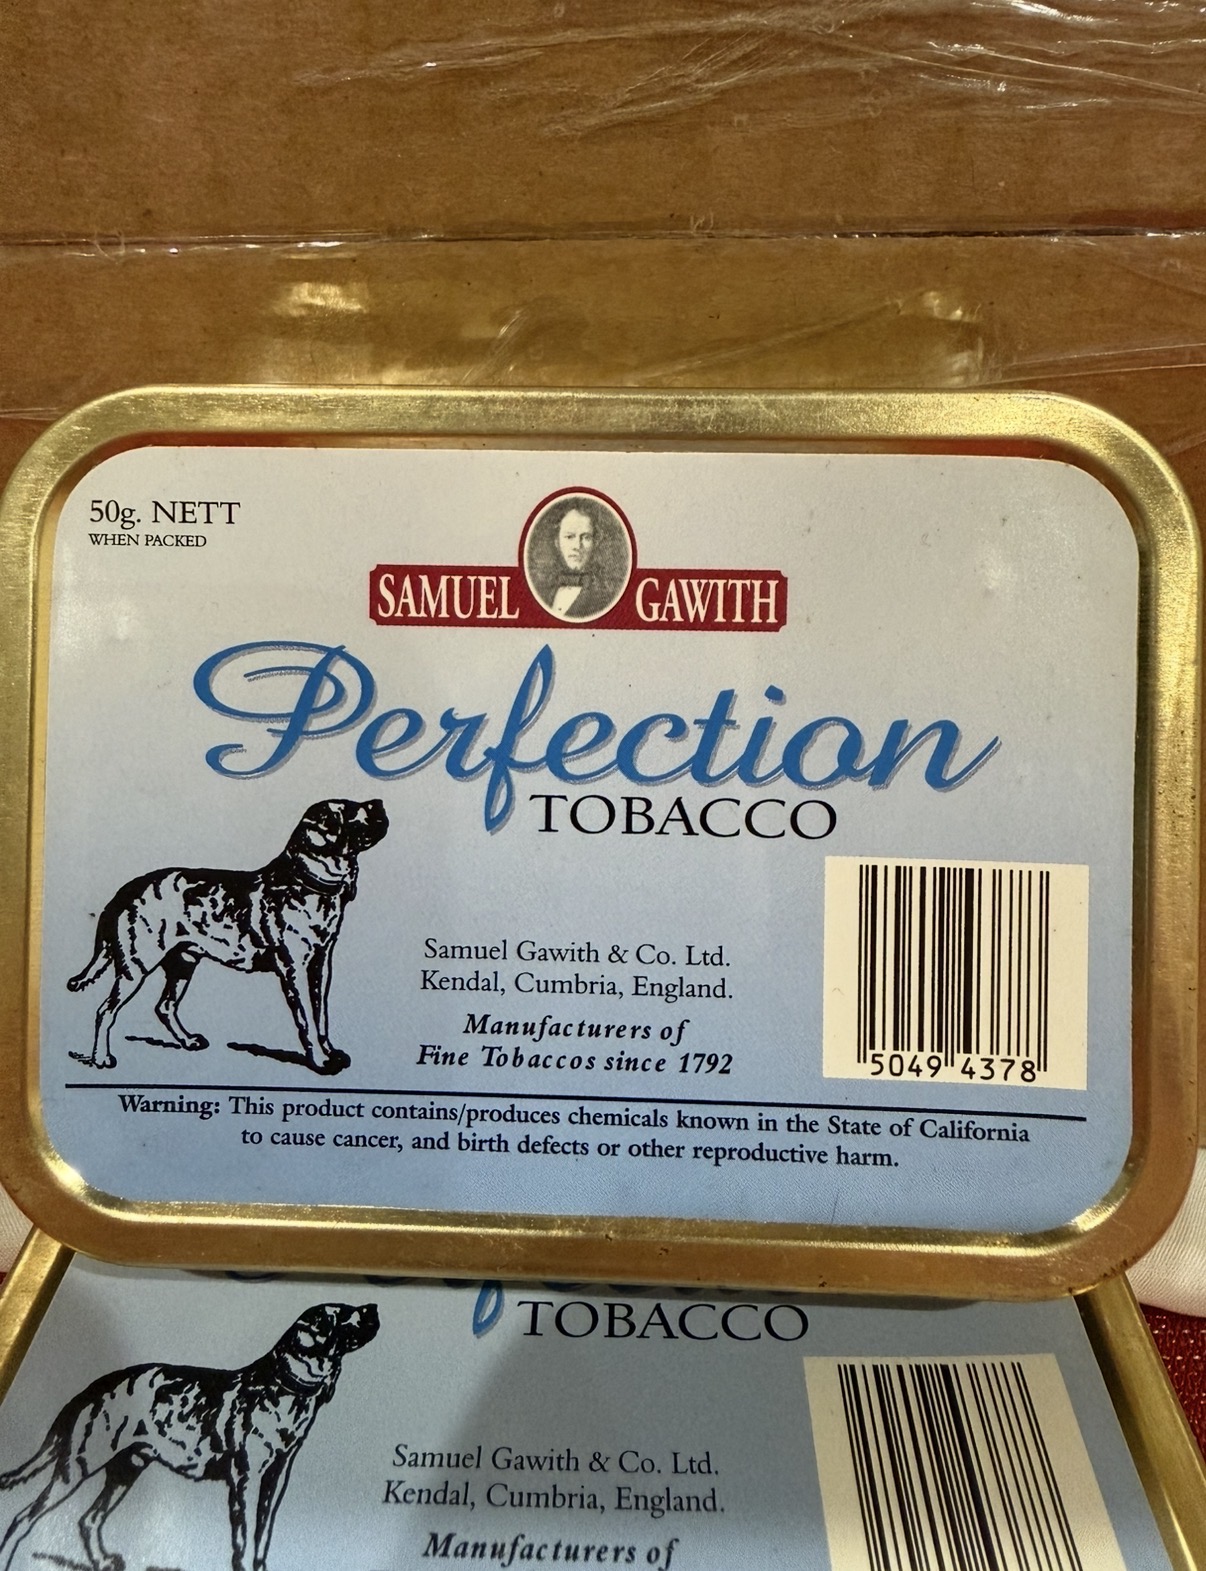 50g. NETT
WHEN PACKED
SAMUEL GAWITH
Perfection
TOBACCO
Samuel Gawith & Co. Ltd.
Kendal, Cumbria, England.
Manufacturers of
Fine Tobaccos since 1792
5049 4378
Warning: This product contains/produces chemicals known in the State of California
to cause cancer, and birth defects or other reproductive harm.
TOBACCO
Samuel Gawith & Co. Ltd.
Kendal, Cumbria, England.
Manufacturers of